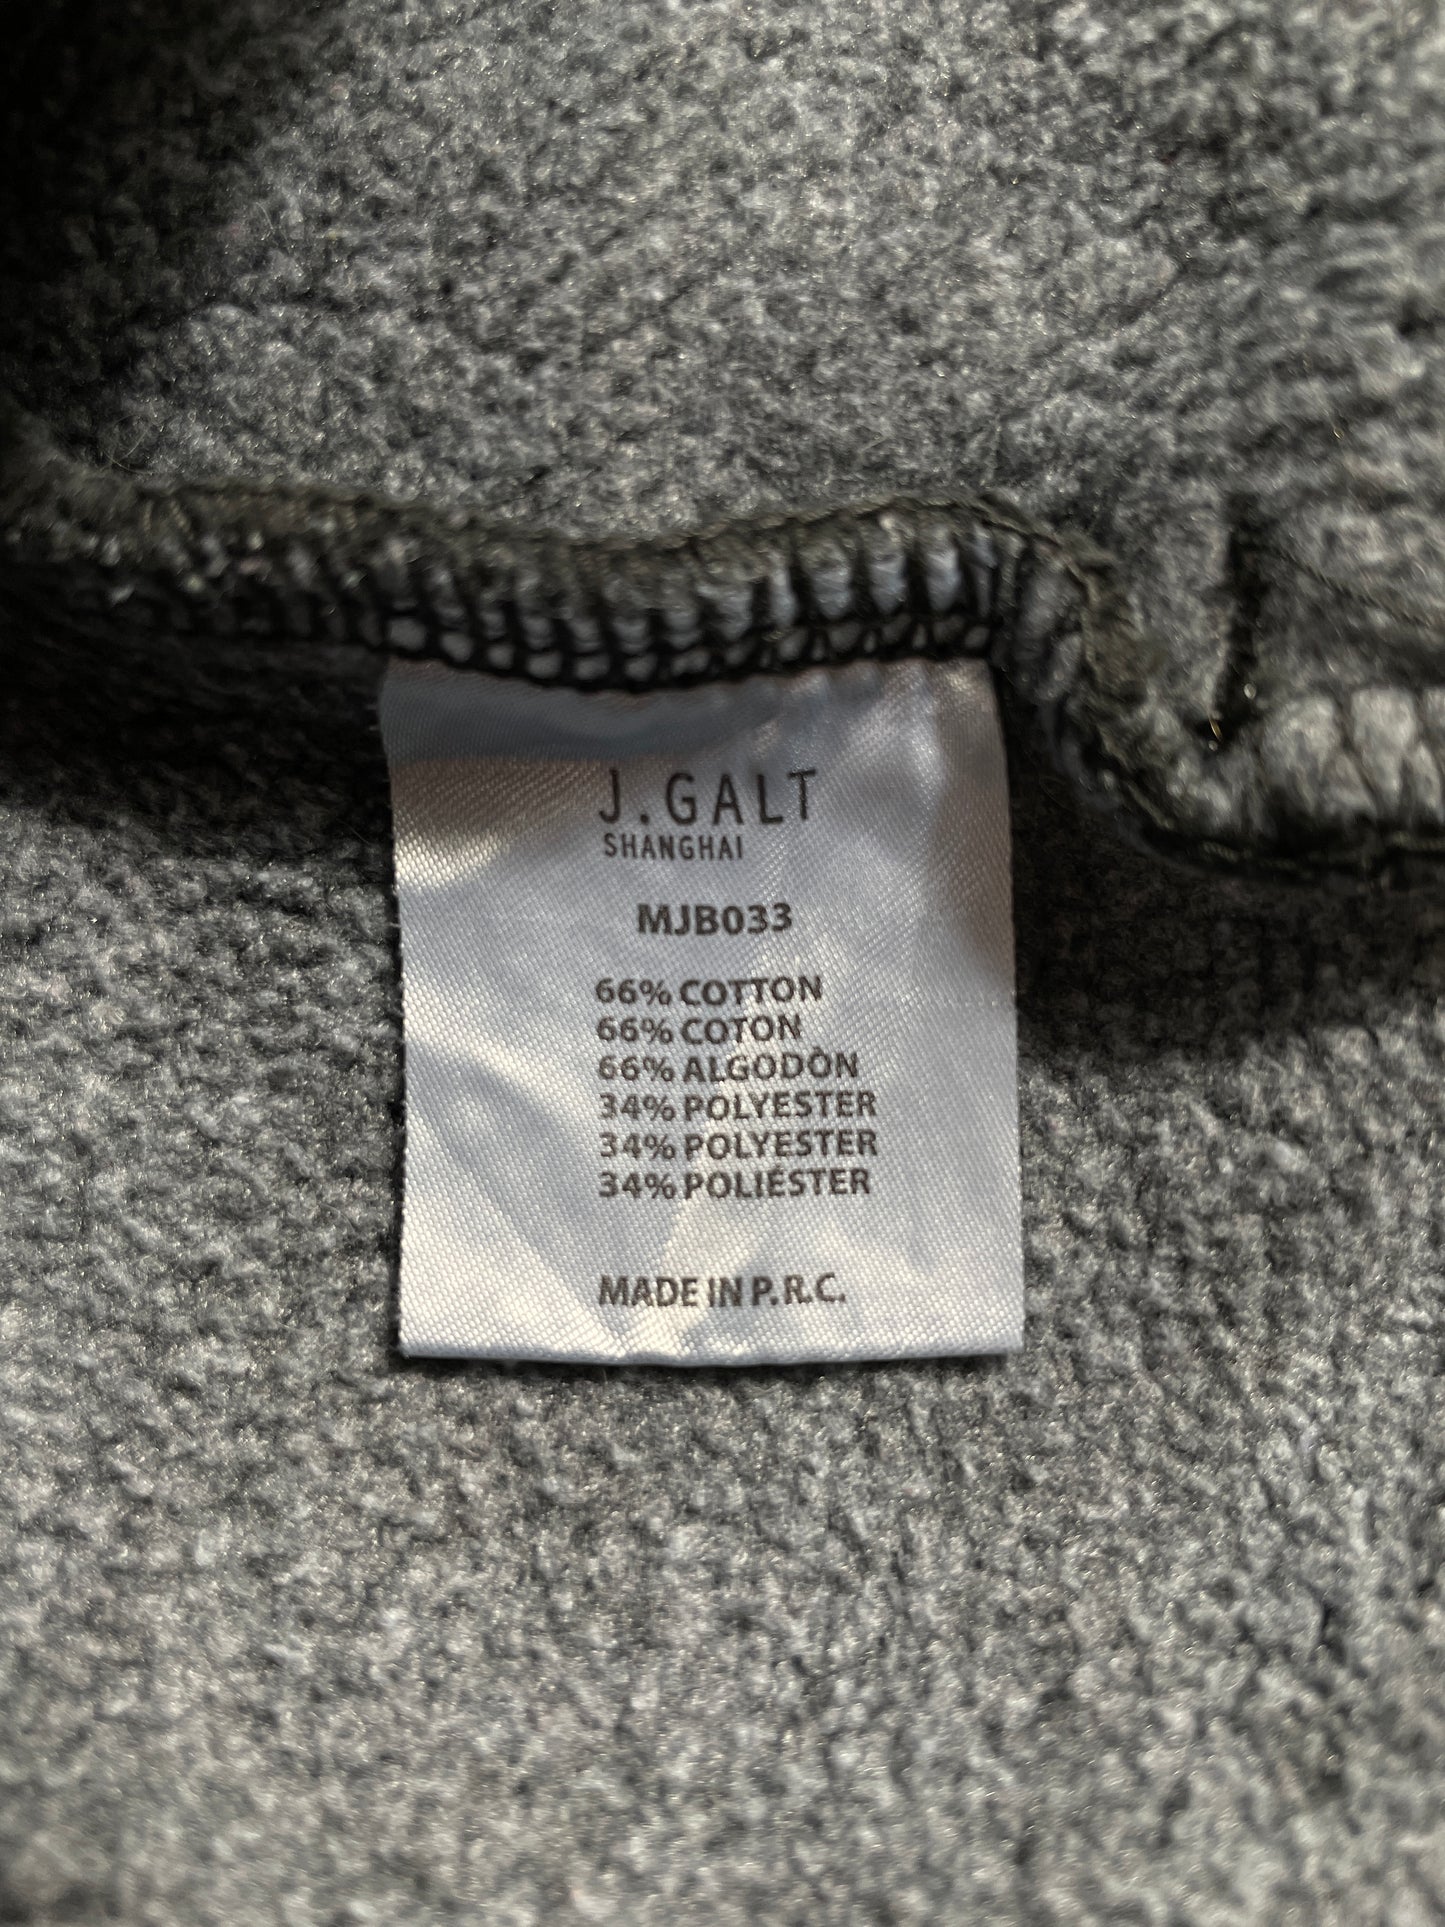 J.GALT
SHANGHAI
MJB033
66% COTTON
66% COTON
66% ALGODÒN
34% POLYESTER
34% POLYESTER
34% POLIÉSTER
MADE IN P.R.C.